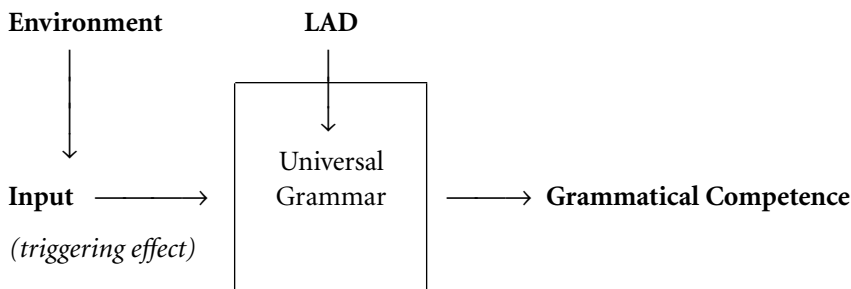 Environment LAD
Universal
Input Grammar Grammatical Competence
(triggering effect)